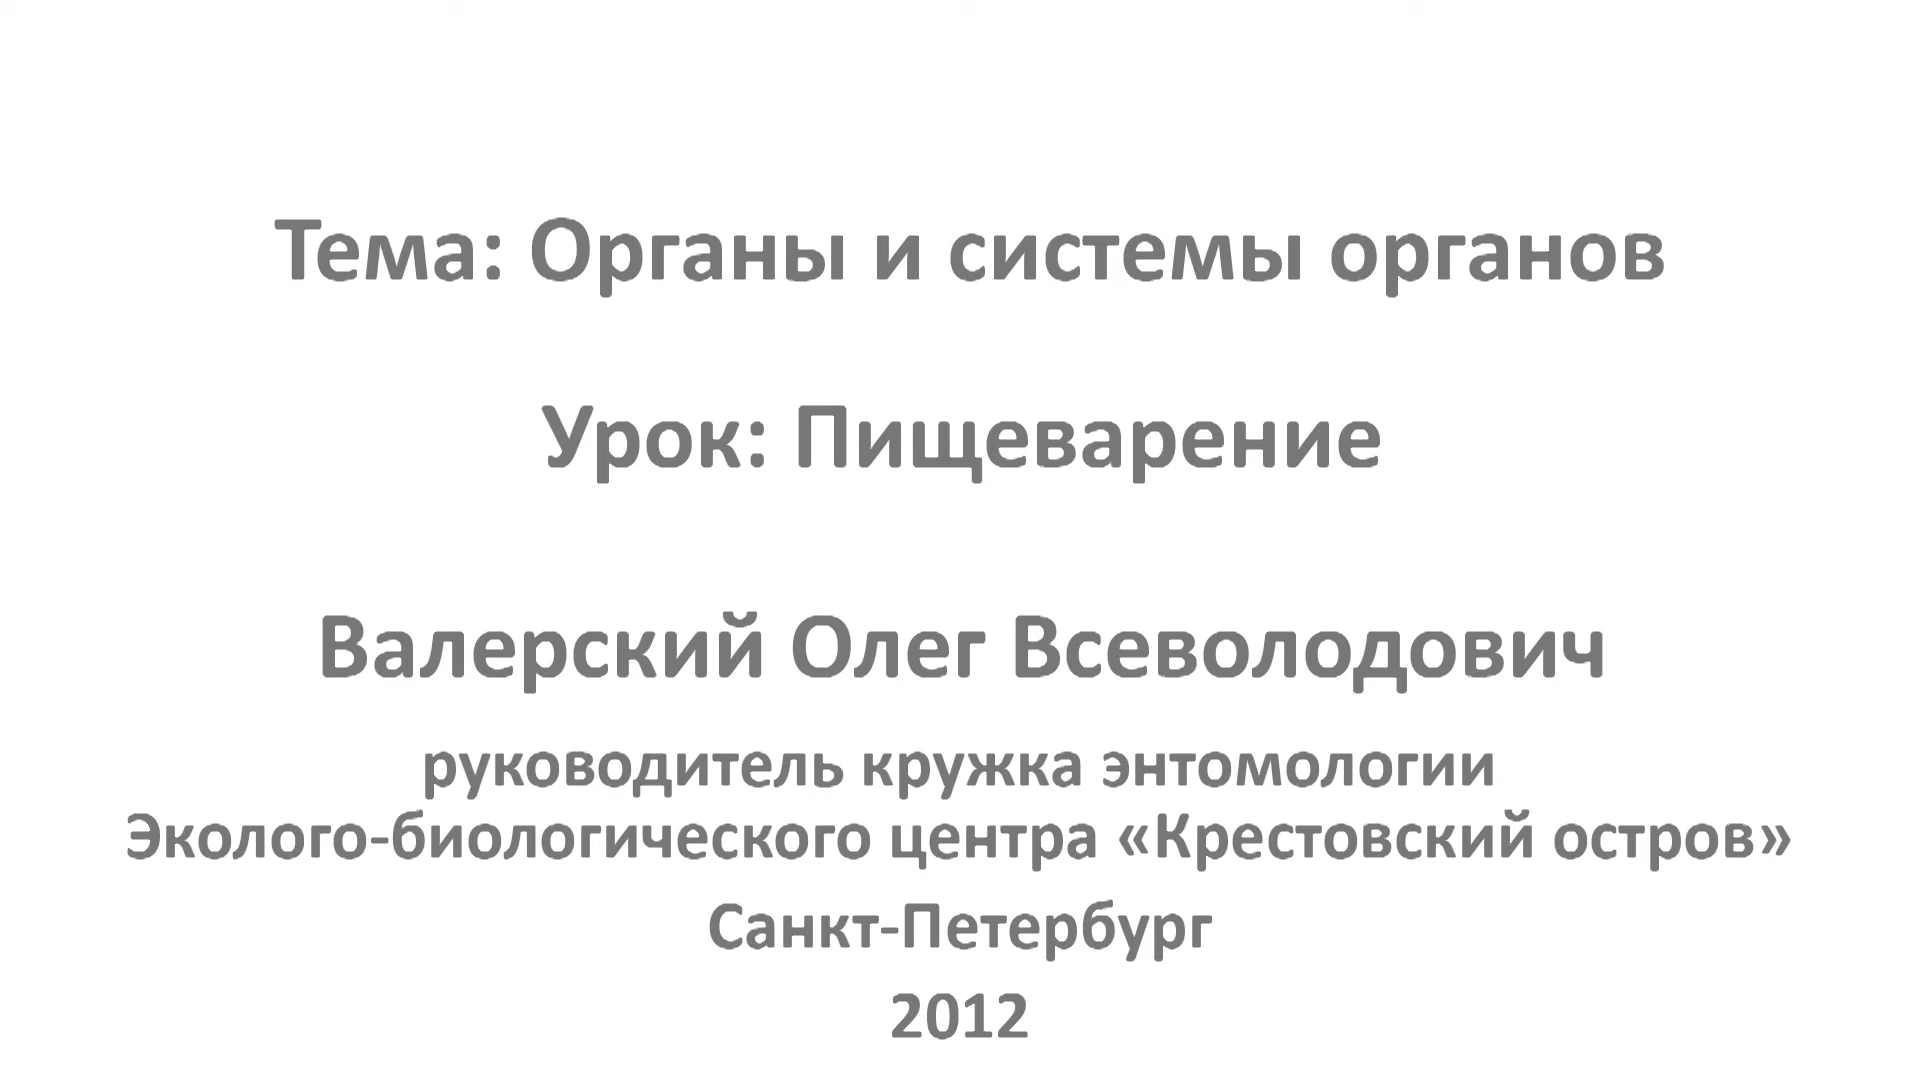 Тема: Органы и системы органов
Урок: Пищеварение
Валерский Олег Всеволодович
руководитель кружка энтомологии
Эколого-биологического центра «Крестовский остров»
Санкт-Петербург
2012